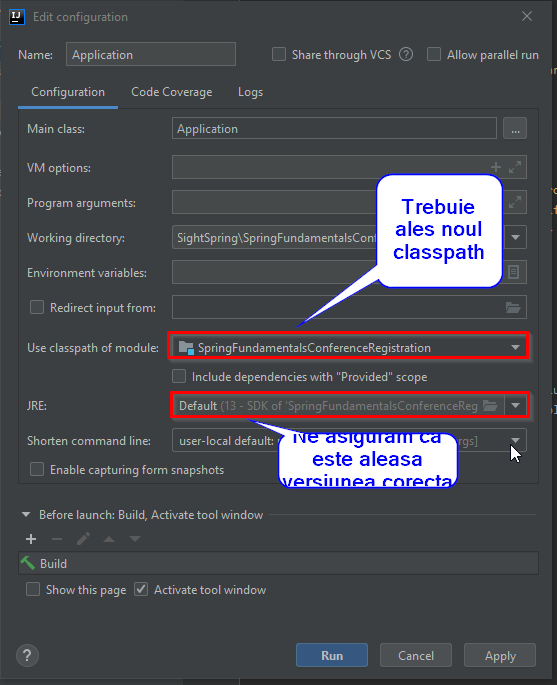 Edit configuration
Name: Application Share through VCS ? Allow parallel run
Configuration Code Coverage Logs
Main class: Application ...
VM options:
Trebuie
ales noul
classpath
Program arguments:
Working directory: SightSpring\SpringFundamentalsConf
Environment variables:
Redirect input from:
Use classpath of module: SpringFundamentalsConferenceRegistration
Include dependencies with "Provided" scope
JRE: Default (13 - SDK of 'SpringFundamentalsConferenceReg
Ne asiguram ca
este aleasa
versiunea corecta
Shorten command line: user-local default: args]
Enable capturing form snapshots
Before launch: Build, Activate tool window
Build
Show this page Activate tool window
? Run Cancel Apply